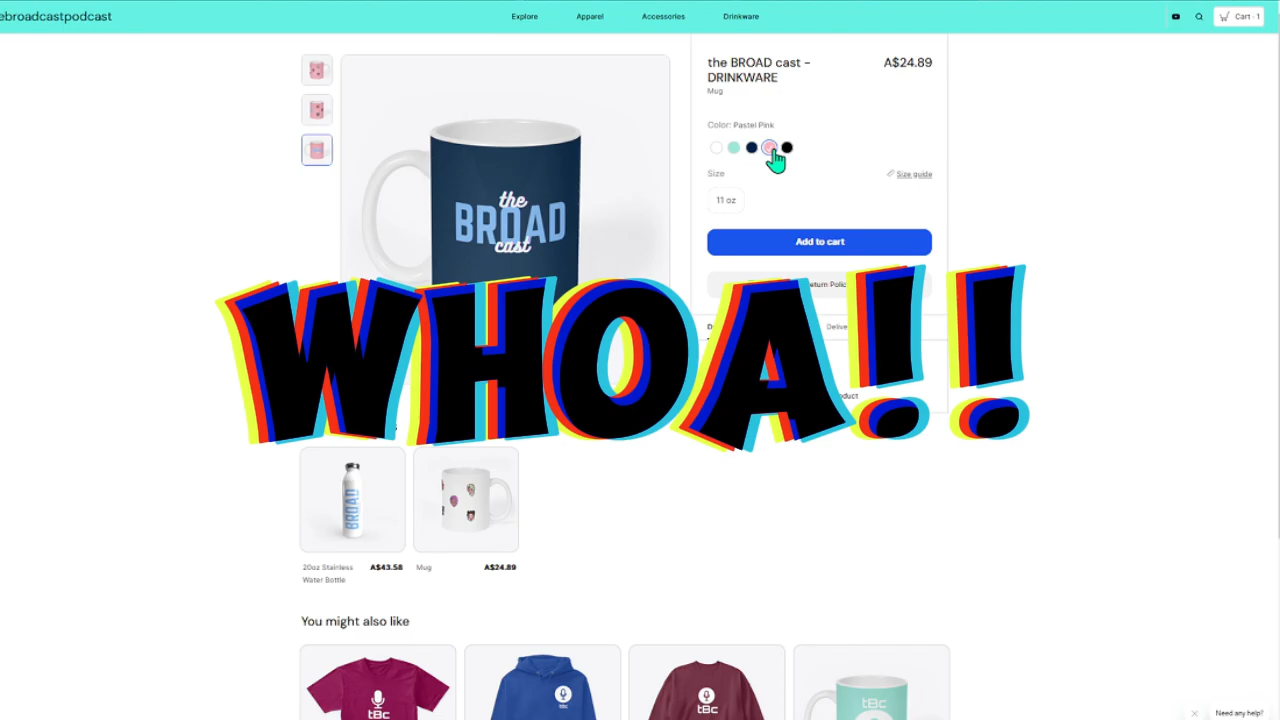 ebroadcastpodcast
Explore
Apparel
Accessories
Drinkware
Cart · 1
the BROAD cast -
DRINKWARE
A$24.89
Mug
Color: Pastel Pink
Size
Size guide
11 oz
Add to cart
the
BROAD
cast
WHOA!!
BROAD
20oz Stainless
Water Bottle
A$43.58
Mug
A$24.89
You might also like
tBc
tBc
tBc
tBc
Need any help?